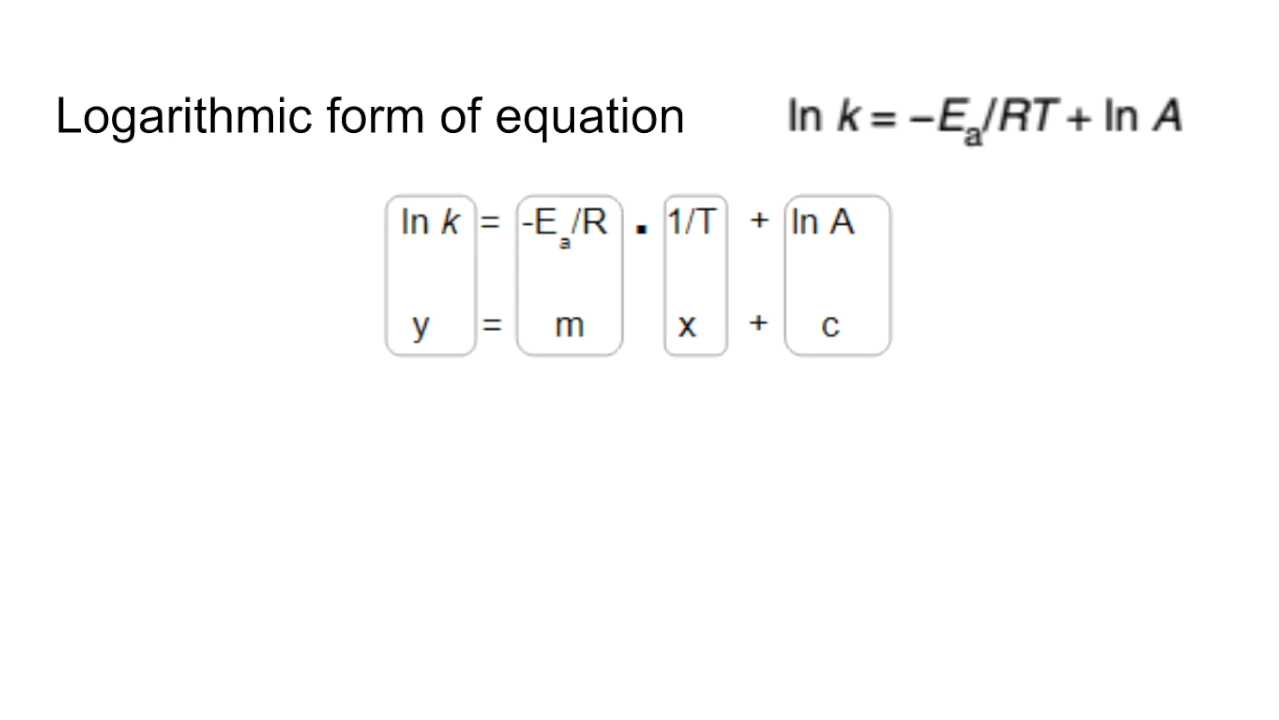 Logarithmic form of equation
ln k = –Eₐ/RT + ln A
ln k = -Eₐ/R . 1/T + ln A
y = m x + c